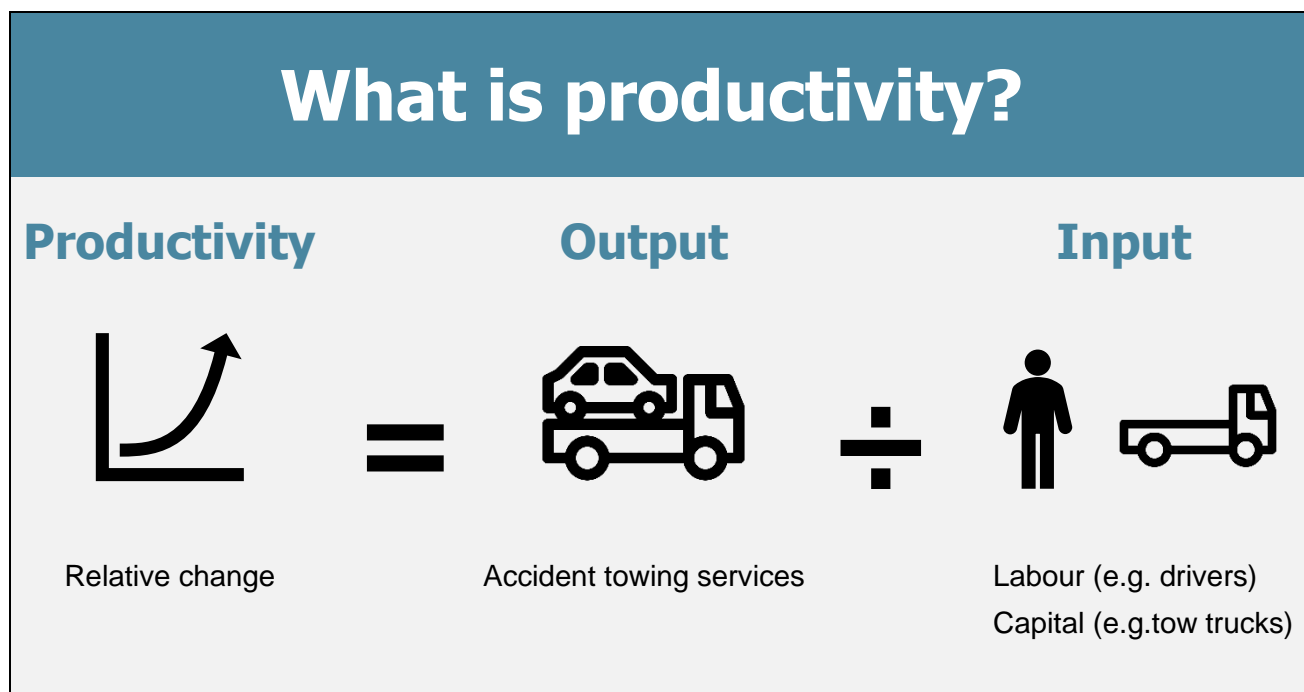 What is productivity?
Productivity
Output
Input
=
÷
Relative change
Accident towing services
Labour (e.g. drivers)
Capital (e.g.tow trucks)